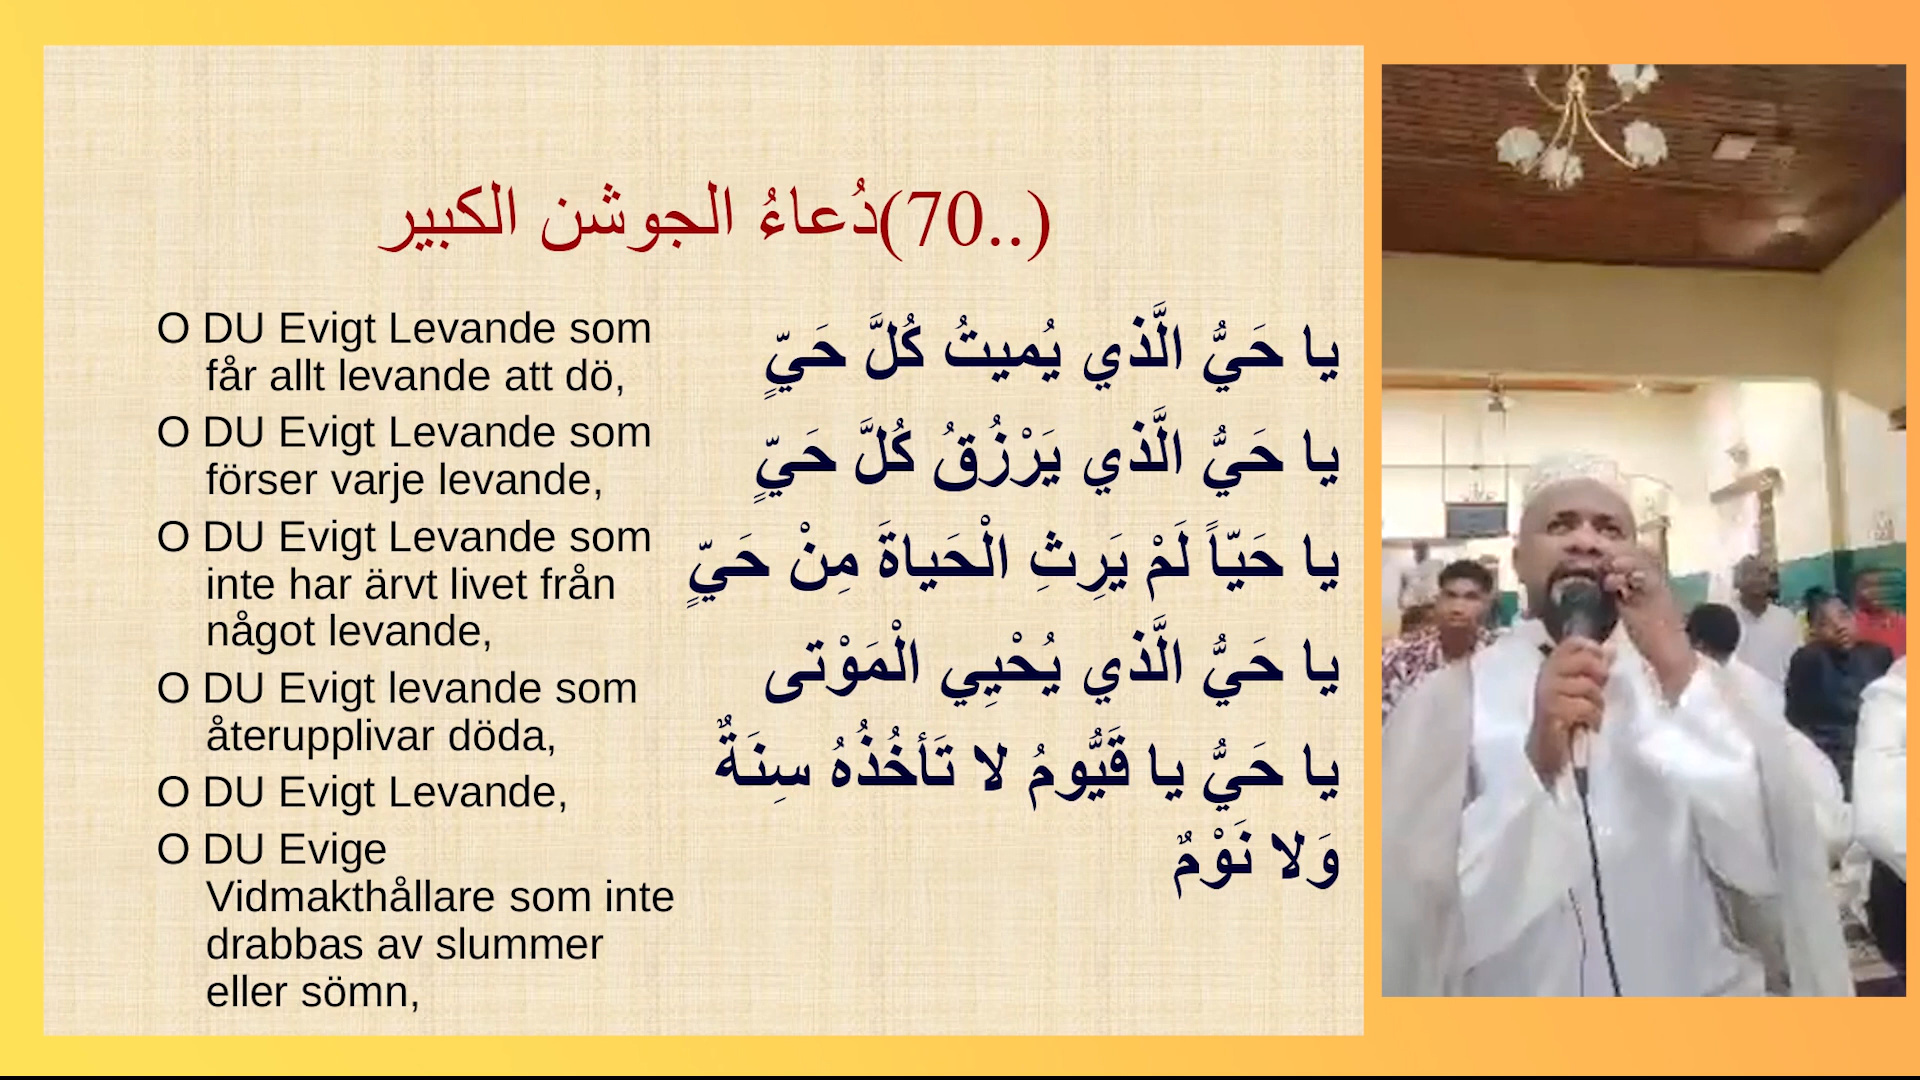 (..70)دُعاءُ الجوشن الكبير
O DU Evigt Levande som
får allt levande att dö,
O DU Evigt Levande som
förser varje levande,
O DU Evigt Levande som
inte har ärvt livet från
något levande,
O DU Evigt levande som
återupplivar döda,
O DU Evigt Levande,
O DU Evige
Vidmakthållare som inte
drabbas av slummer
eller sömn,
يا حَيُّ الَّذي يُميتُ كُلَّ حَيٍّ
يا حَيُّ الَّذي يَرْزُقُ كُلَّ حَيٍّ
يا حَيّاً لَمْ يَرِثِ الْحَياةَ مِنْ حَيٍّ
يا حَيُّ الَّذي يُحْيِي الْمَوْتى
يا حَيُّ يا قَيُّومُ لا تَأخُذُهُ سِنَةٌ
وَلا نَوْمٌ